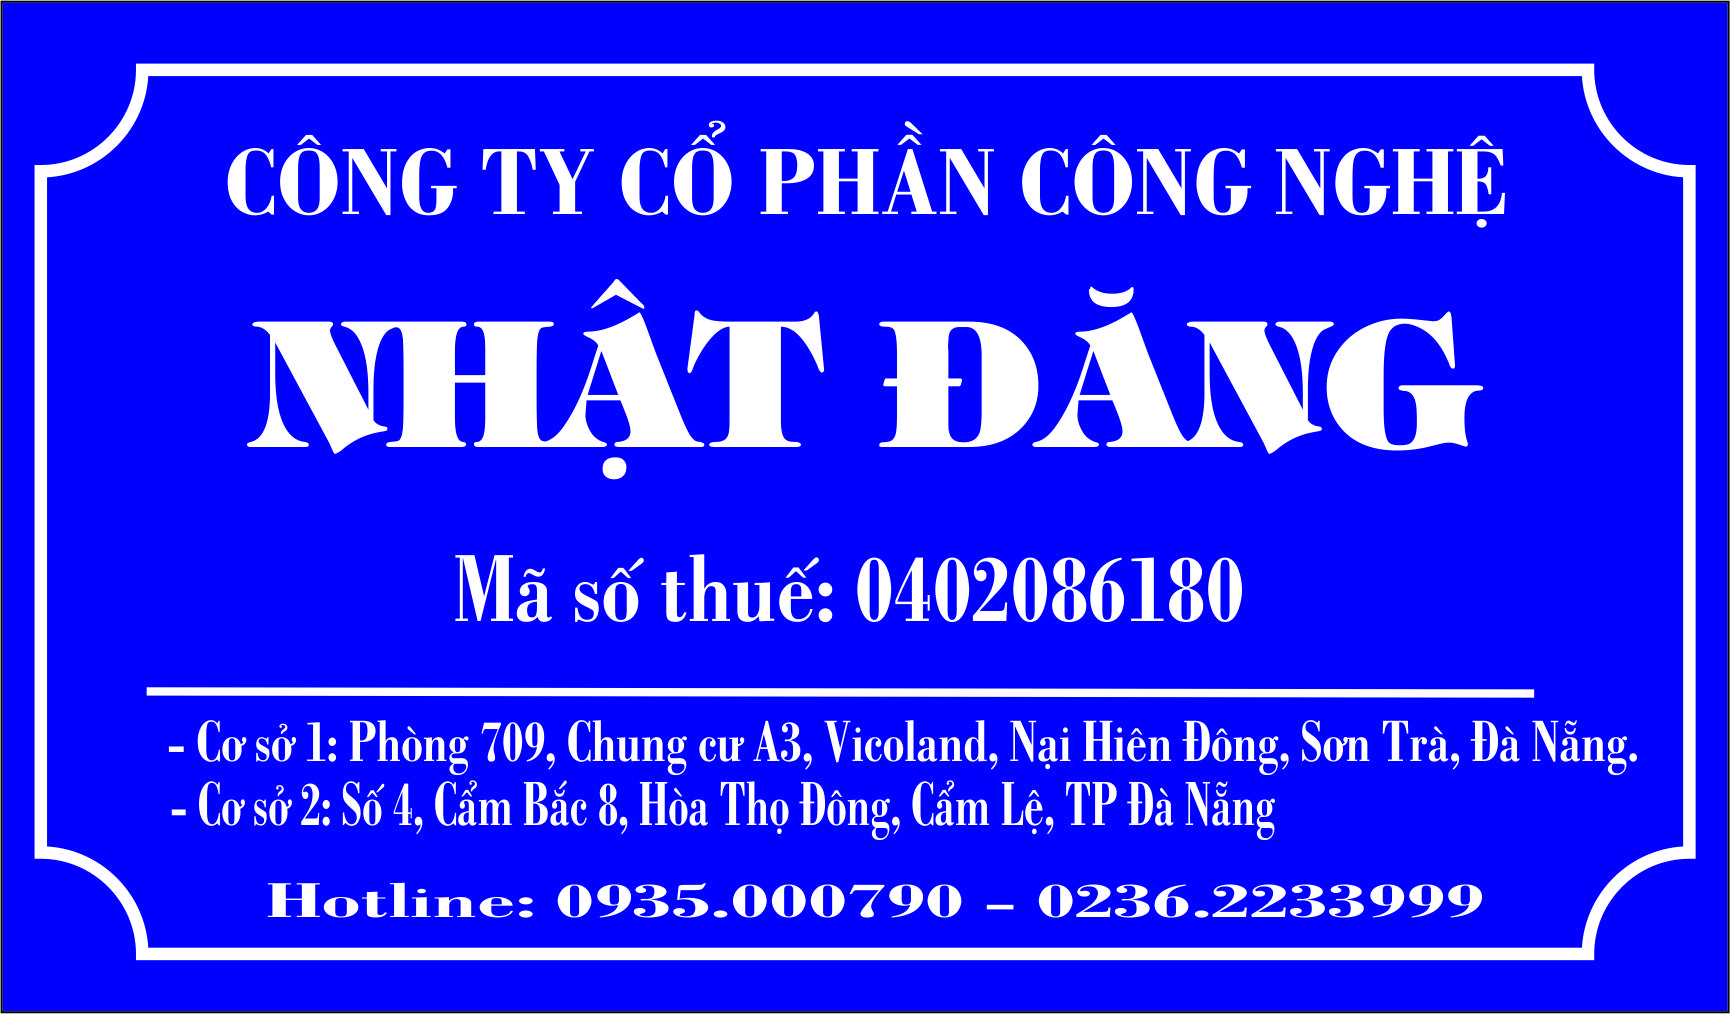 CÔNG TY CỔ PHẦN CÔNG NGHỆ
NHẬT ĐĂNG
Mã số thuế: 0402086180
- Cơ sở 1: Phòng 709, Chung cư A3, Vicoland, Nại Hiên Đông, Sơn Trà, Đà Nẵng.
- Cơ sở 2: Số 4, Cẩm Bắc 8, Hòa Thọ Đông, Cẩm Lệ, TP Đà Nẵng
Hotline: 0935.000790 – 0236.2233999